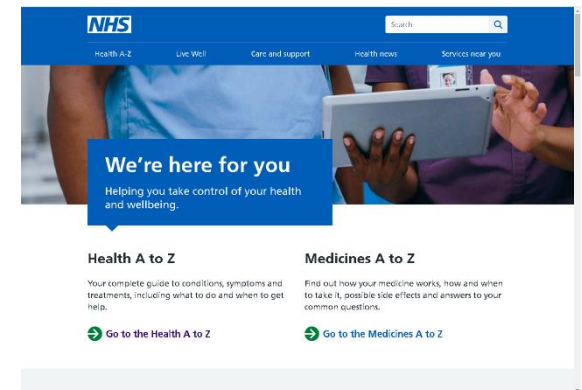 NHS
Search
Health A-Z
Live Well
Care and support
Health news
Services near you
We're here for you
Helping you take control of your health
and wellbeing.
Health A to Z
Your complete guide to conditions, symptoms and
treatments, including what to do and when to get
help.
Go to the Health A to Z
Medicines A to Z
Find out how your medicine works, how and when
to take it, possible side effects and answers to your
common questions.
Go to the Medicines A to Z